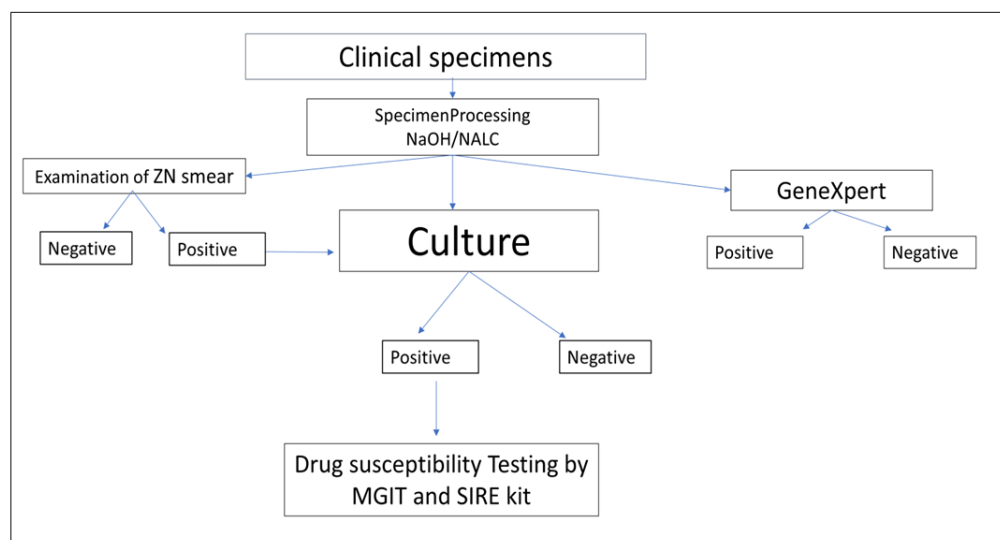 Clinical specimens
SpecimenProcessing
NaOH/NALC
Examination of ZN smear
GeneXpert
Negative
Positive
Culture
Positive
Negative
Positive
Negative
Drug susceptibility Testing by
MGIT and SIRE kit